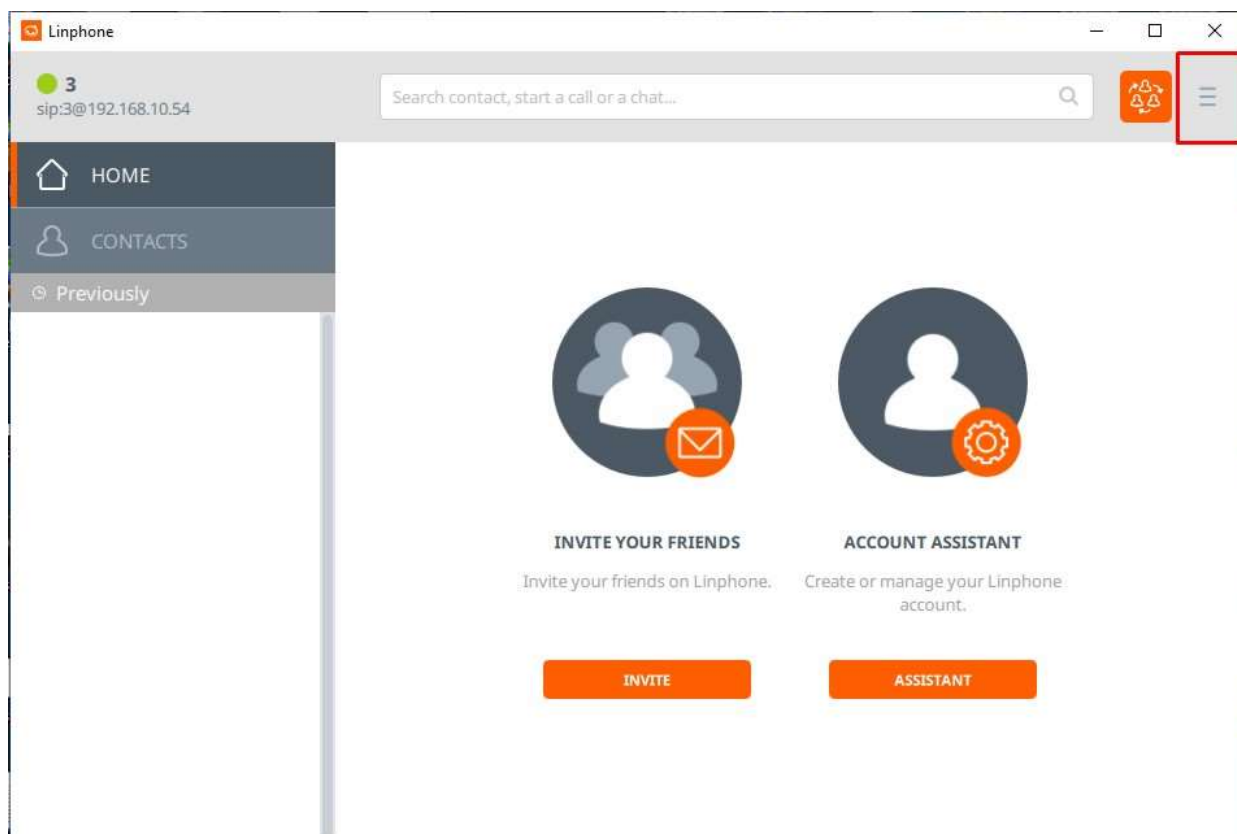 Linphone
3
sip:3@192.168.10.54
Search contact, start a call or a chat...
HOME
CONTACTS
Previously
INVITE YOUR FRIENDS
Invite your friends on Linphone.
INVITE
ACCOUNT ASSISTANT
Create or manage your Linphone
account.
ASSISTANT